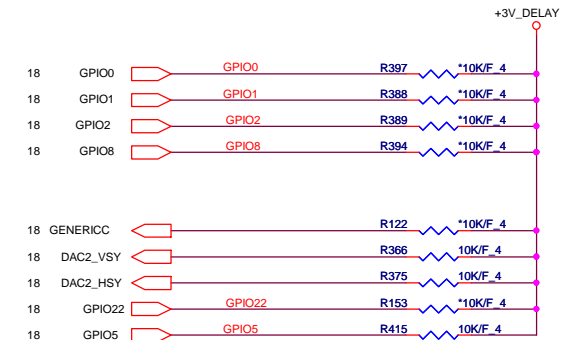 +3V_DELAY
18 GPIO0 GPIO0 R397 *10K/F_4
18 GPIO1 GPIO1 R388 *10K/F_4
18 GPIO2 GPIO2 R389 *10K/F_4
18 GPIO8 GPIO8 R394 *10K/F_4
18 GENERICC R122 *10K/F_4
18 DAC2_VSY R366 10K/F_4
18 DAC2_HSY R375 10K/F_4
18 GPIO22 GPIO22 R153 *10K/F_4
18 GPIO5 GPIO5 R415 10K/F_4